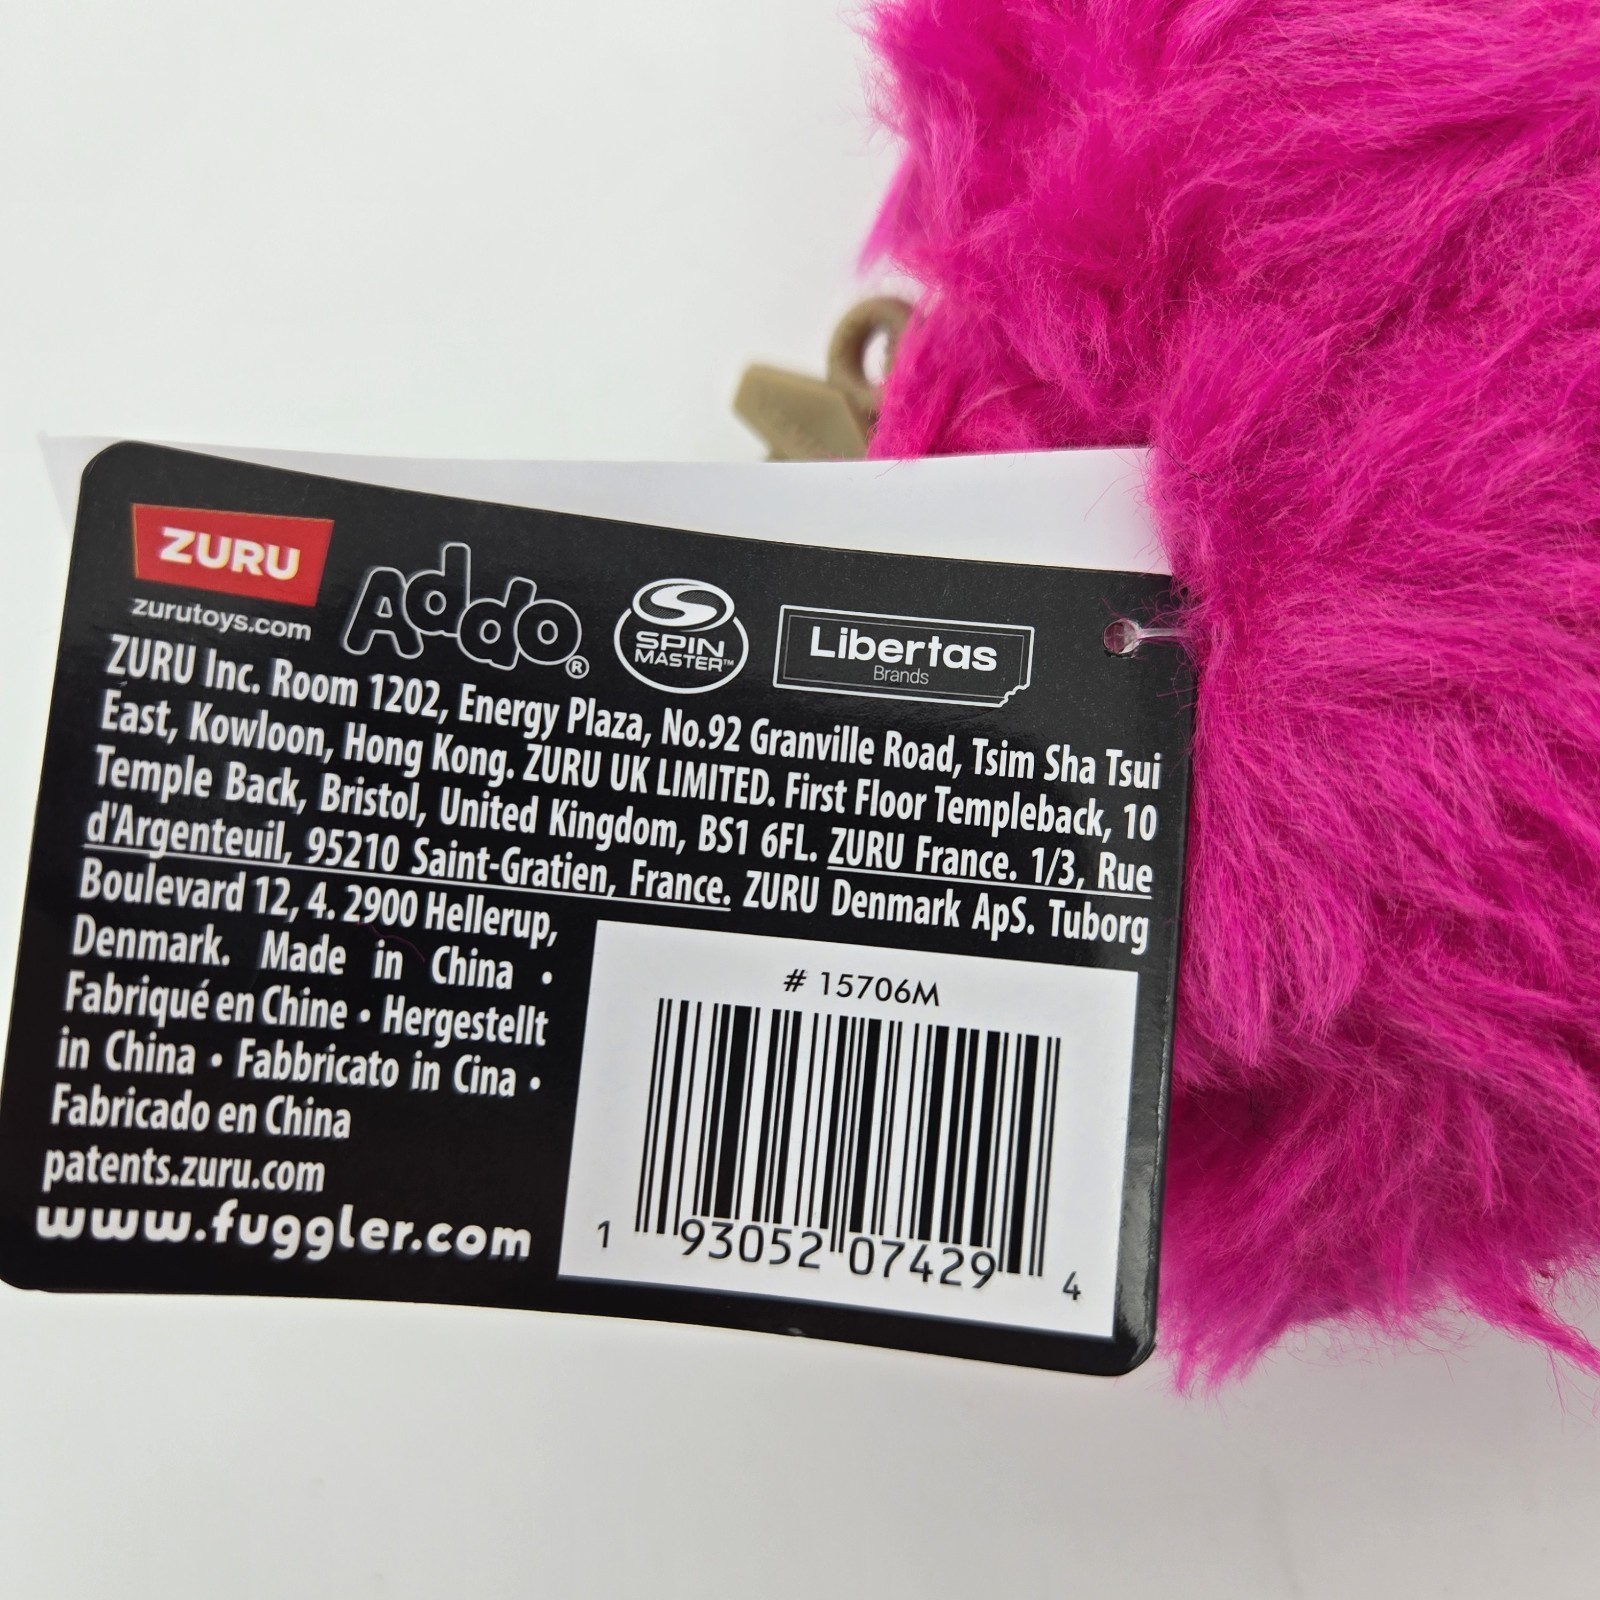 ZURU
zurutoys.com
Addo®
SPIN
MASTER™
Libertas
Brands
ZURU Inc. Room 1202, Energy Plaza, No.92 Granville Road, Tsim Sha Tsui
East, Kowloon, Hong Kong. ZURU UK LIMITED. First Floor Templeback, 10
Temple Back, Bristol, United Kingdom, BS1 6FL. ZURU France. 1/3, Rue
d'Argenteuil, 95210 Saint-Gratien, France. ZURU Denmark ApS. Tuborg
Boulevard 12, 4. 2900 Hellerup,
Denmark. Made in China •
Fabriqué en Chine • Hergestellt
in China • Fabbricato in Cina •
Fabricado en China
patents.zuru.com
www.fuggler.com
# 15706M
1 93052 07429 4